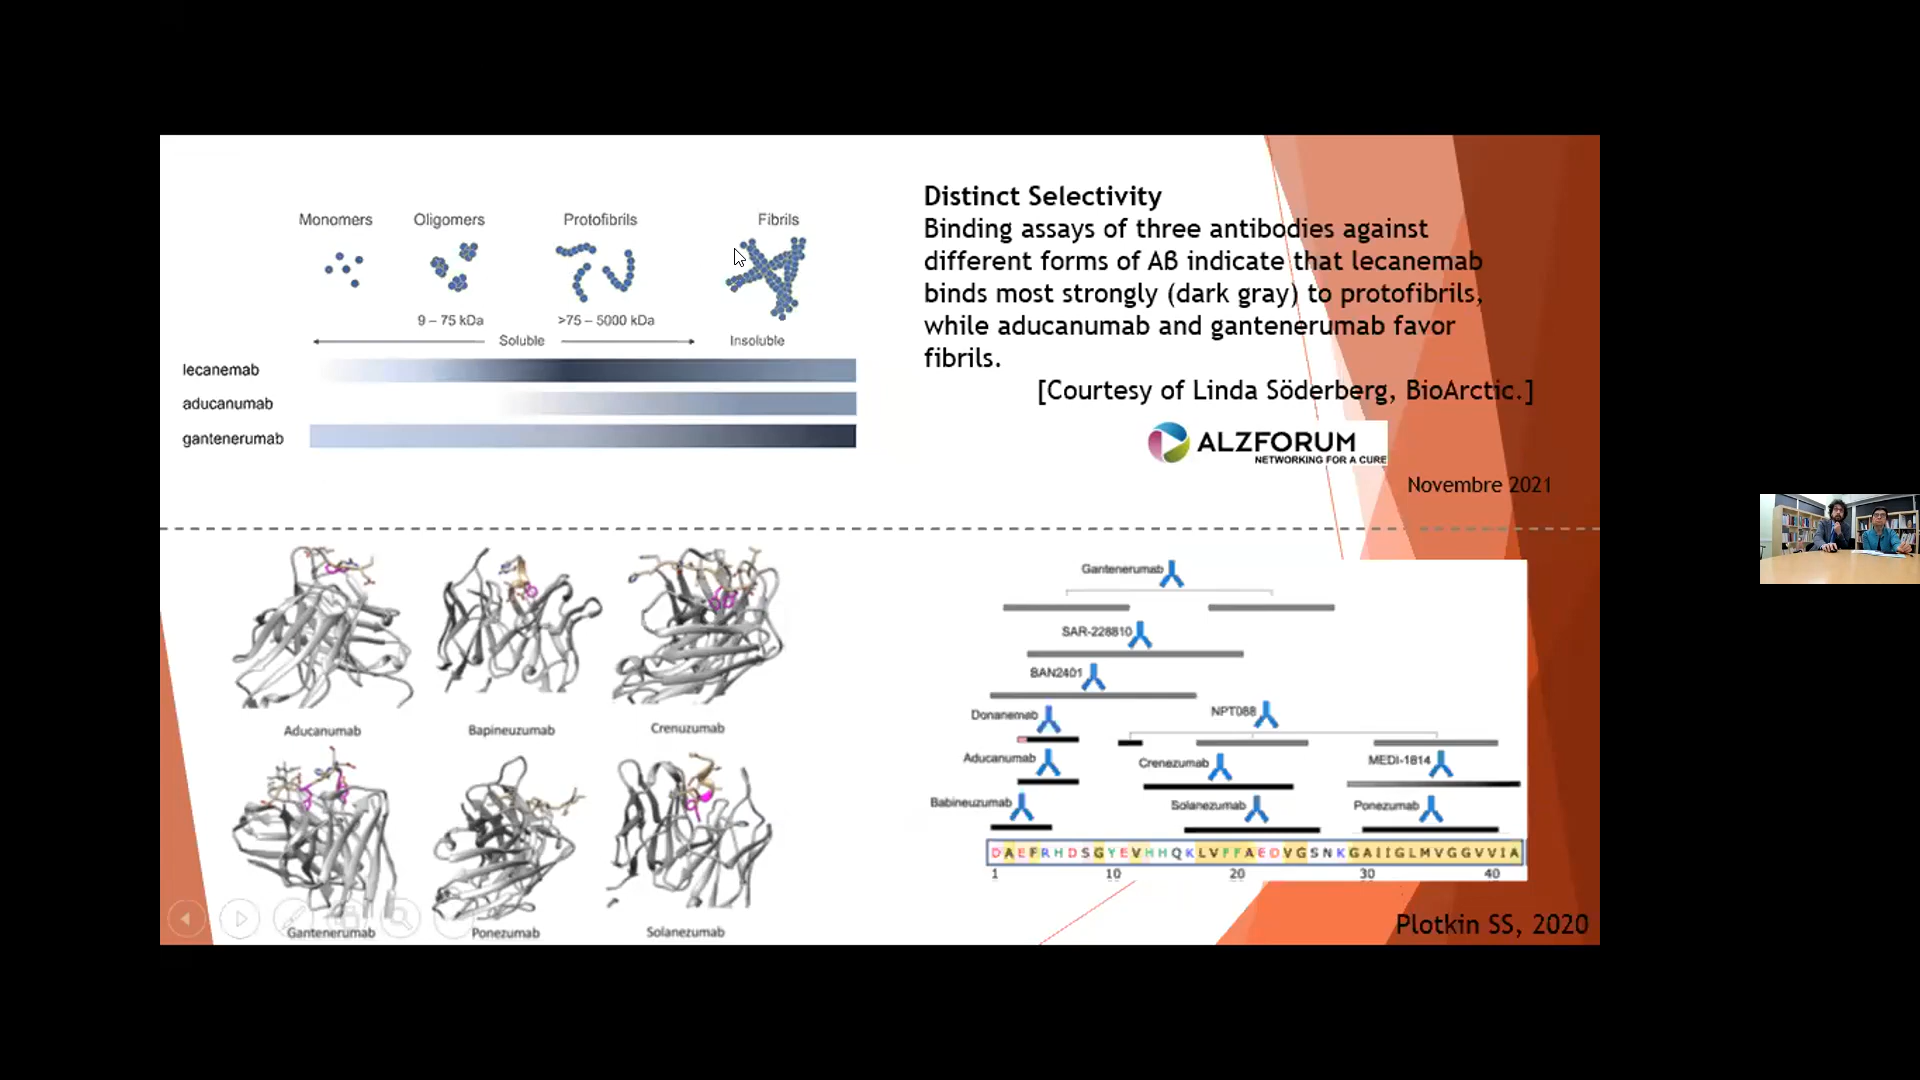 Monomers Oligomers Protofibrils Fibrils
9 – 75 kDa >75 – 5000 kDa
Soluble Insoluble
lecanemab
aducanumab
gantenerumab
Distinct Selectivity
Binding assays of three antibodies against
different forms of Aß indicate that lecanemab
binds most strongly (dark gray) to protofibrils,
while aducanumab and gantenerumab favor
fibrils.
[Courtesy of Linda Söderberg, BioArctic.]
ALZFORUM
NETWORKING FOR A CURE
Novembre 2021
Aducanumab Bapineuzumab Crenuzumab
Gantenerumab Ponezumab Solanezumab
Gantenerumab
SAR-228810
BAN2401
Donanemab NPT088
Aducanumab Crenezumab MEDI-1814
Babineuzumab Solanezumab Ponezumab
DAEFRHDSGYEVHHQKLVFFAEDVGSNKGAIIGLMVGGVVIA
1 10 20 30 40
Plotkin SS, 2020